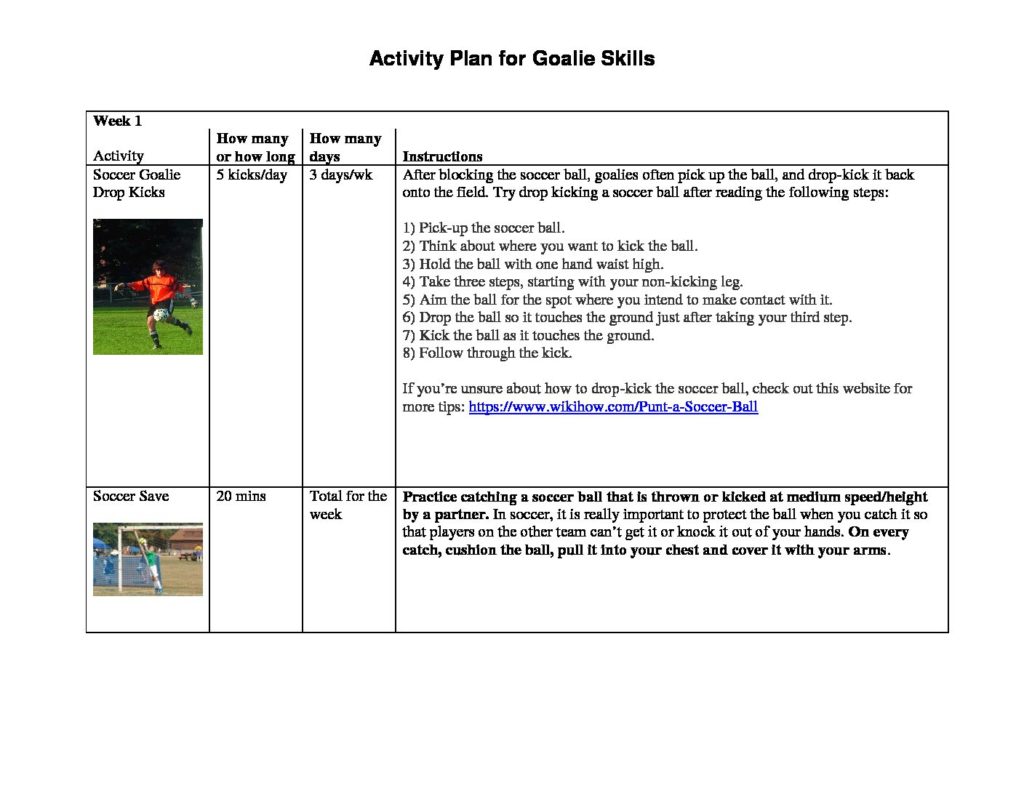 Activity Plan for Goalie Skills
Week 1
Activity
How many
or how long
How many
days
Instructions
Soccer Goalie
Drop Kicks
5 kicks/day
3 days/wk
After blocking the soccer ball, goalies often pick up the ball, and drop-kick it back
onto the field. Try drop kicking a soccer ball after reading the following steps:
1) Pick-up the soccer ball.
2) Think about where you want to kick the ball.
3) Hold the ball with one hand waist high.
4) Take three steps, starting with your non-kicking leg.
5) Aim the ball for the spot where you intend to make contact with it.
6) Drop the ball so it touches the ground just after taking your third step.
7) Kick the ball as it touches the ground.
8) Follow through the kick.
If you’re unsure about how to drop-kick the soccer ball, check out this website for
more tips: https://www.wikihow.com/Punt-a-Soccer-Ball
Soccer Save
20 mins
Total for the
week
Practice catching a soccer ball that is thrown or kicked at medium speed/height
by a partner. In soccer, it is really important to protect the ball when you catch it so
that players on the other team can’t get it or knock it out of your hands. On every
catch, cushion the ball, pull it into your chest and cover it with your arms.